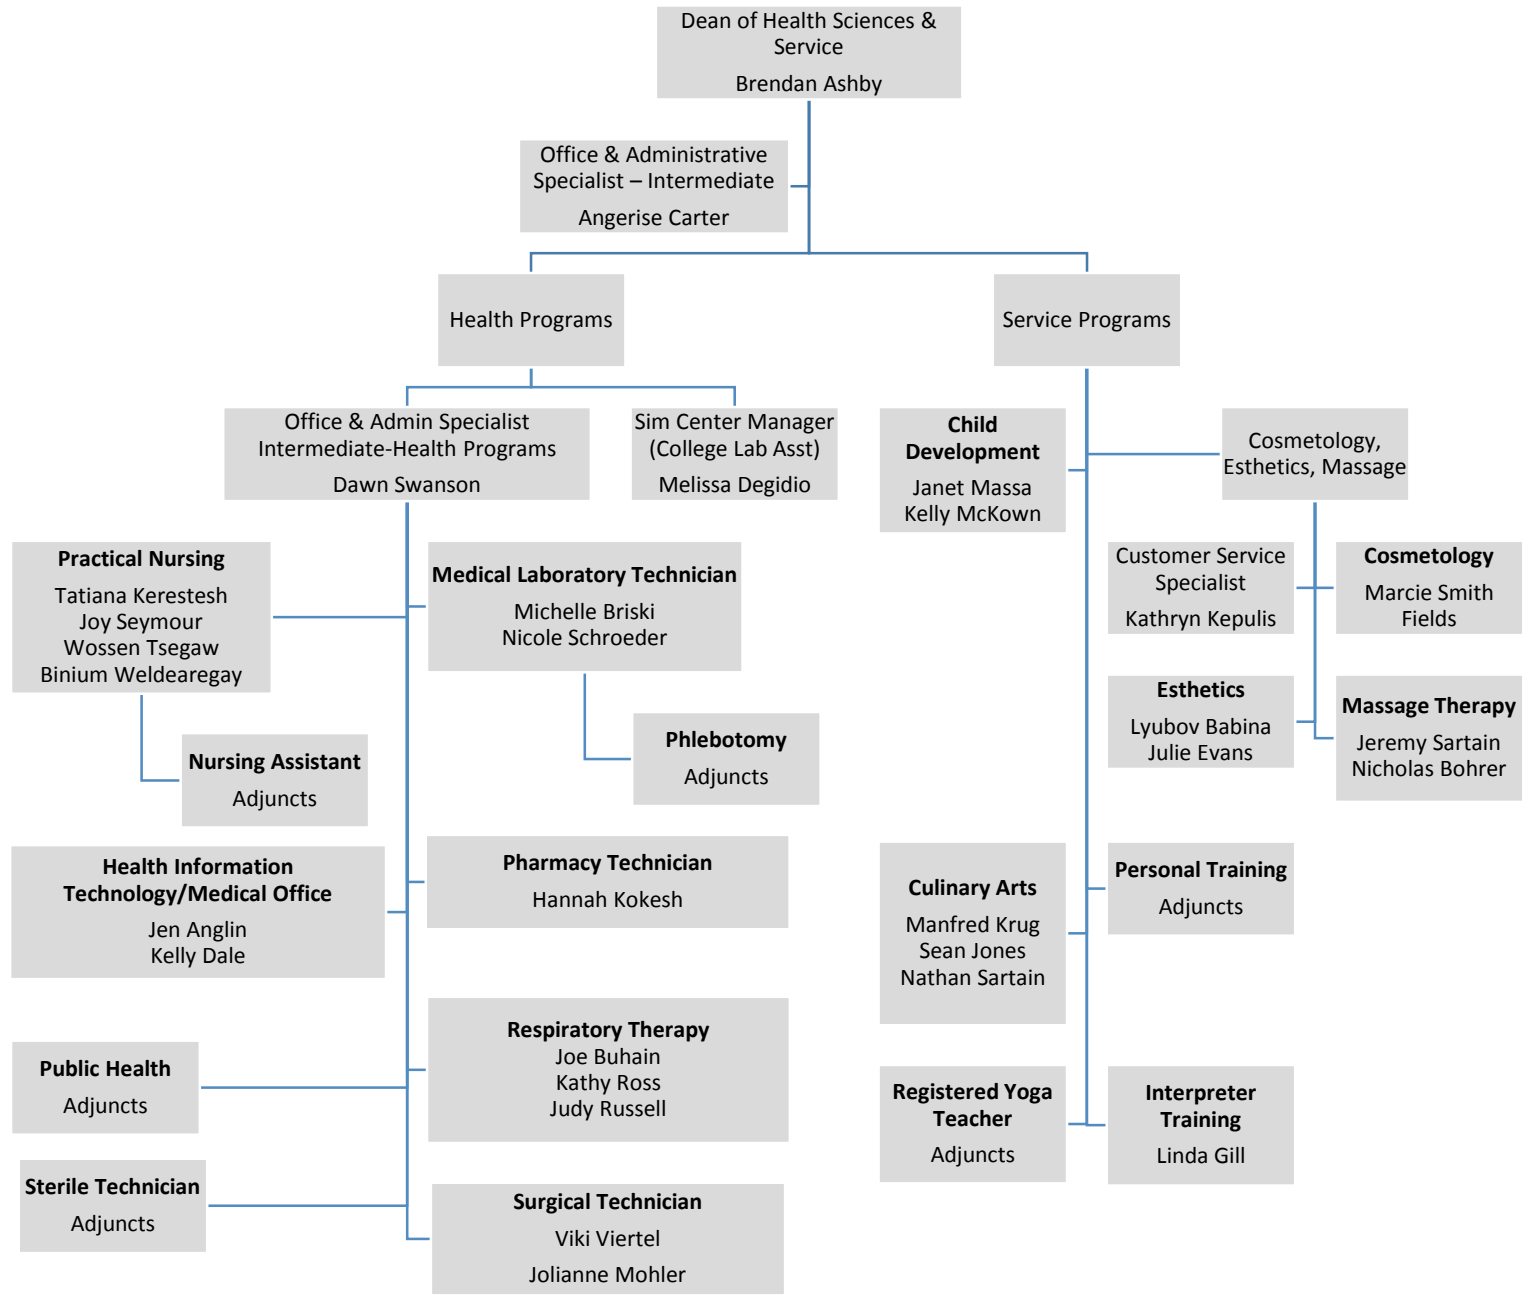 Dean of Health Sciences &
Service
Brendan Ashby
Office & Administrative
Specialist – Intermediate
Angerise Carter
Health Programs
Service Programs
Office & Admin Specialist
Intermediate-Health Programs
Dawn Swanson
Sim Center Manager
(College Lab Asst)
Melissa Degidio
Child
Development
Janet Massa
Kelly McKown
Cosmetology,
Esthetics, Massage
Practical Nursing
Tatiana Kerestesh
Joy Seymour
Wossen Tsegaw
Binium Weldearegay
Medical Laboratory Technician
Michelle Briski
Nicole Schroeder
Customer Service
Specialist
Kathryn Kepulis
Cosmetology
Marcie Smith
Fields
Esthetics
Lyubov Babina
Julie Evans
Massage Therapy
Jeremy Sartain
Nicholas Bohrer
Nursing Assistant
Adjuncts
Phlebotomy
Adjuncts
Health Information
Technology/Medical Office
Jen Anglin
Kelly Dale
Pharmacy Technician
Hannah Kokesh
Culinary Arts
Manfred Krug
Sean Jones
Nathan Sartain
Personal Training
Adjuncts
Respiratory Therapy
Joe Buhain
Kathy Ross
Judy Russell
Public Health
Adjuncts
Registered Yoga
Teacher
Adjuncts
Interpreter
Training
Linda Gill
Sterile Technician
Adjuncts
Surgical Technician
Viki Viertel
Jolianne Mohler